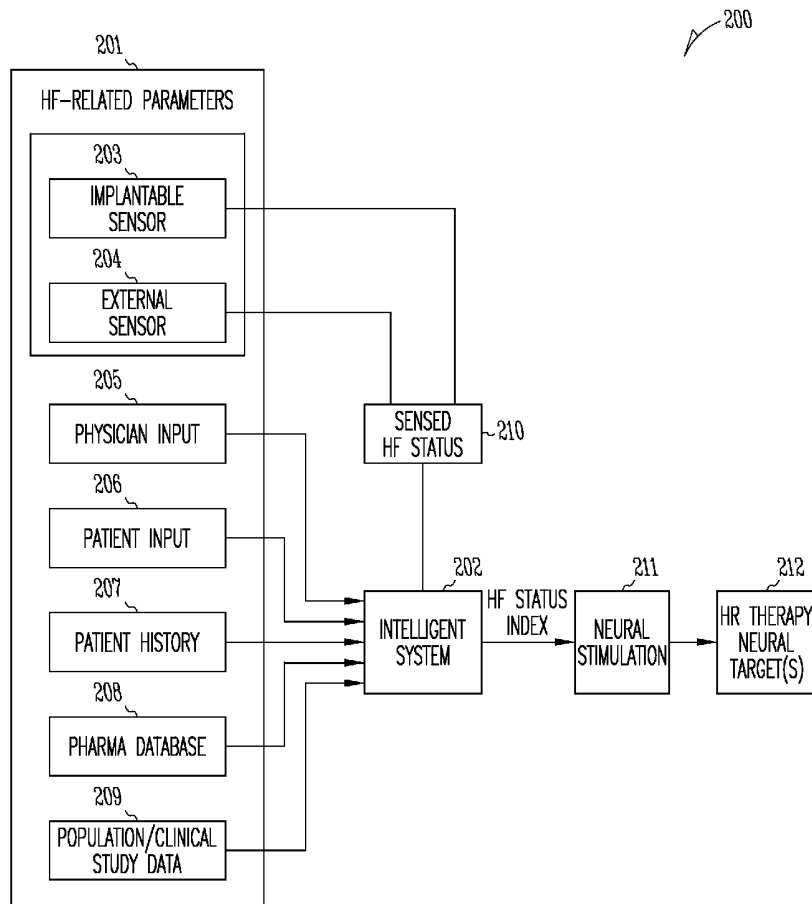 200
201
HF-RELATED PARAMETERS
203
IMPLANTABLE
SENSOR
204
EXTERNAL
SENSOR
205
PHYSICIAN INPUT
SENSED
HF STATUS
210
206
PATIENT INPUT
207
PATIENT HISTORY
202
INTELLIGENT
SYSTEM
HF STATUS
INDEX
211
NEURAL
STIMULATION
212
HR THERAPY
NEURAL
TARGET(S)
208
PHARMA DATABASE
209
POPULATION/CLINICAL
STUDY DATA